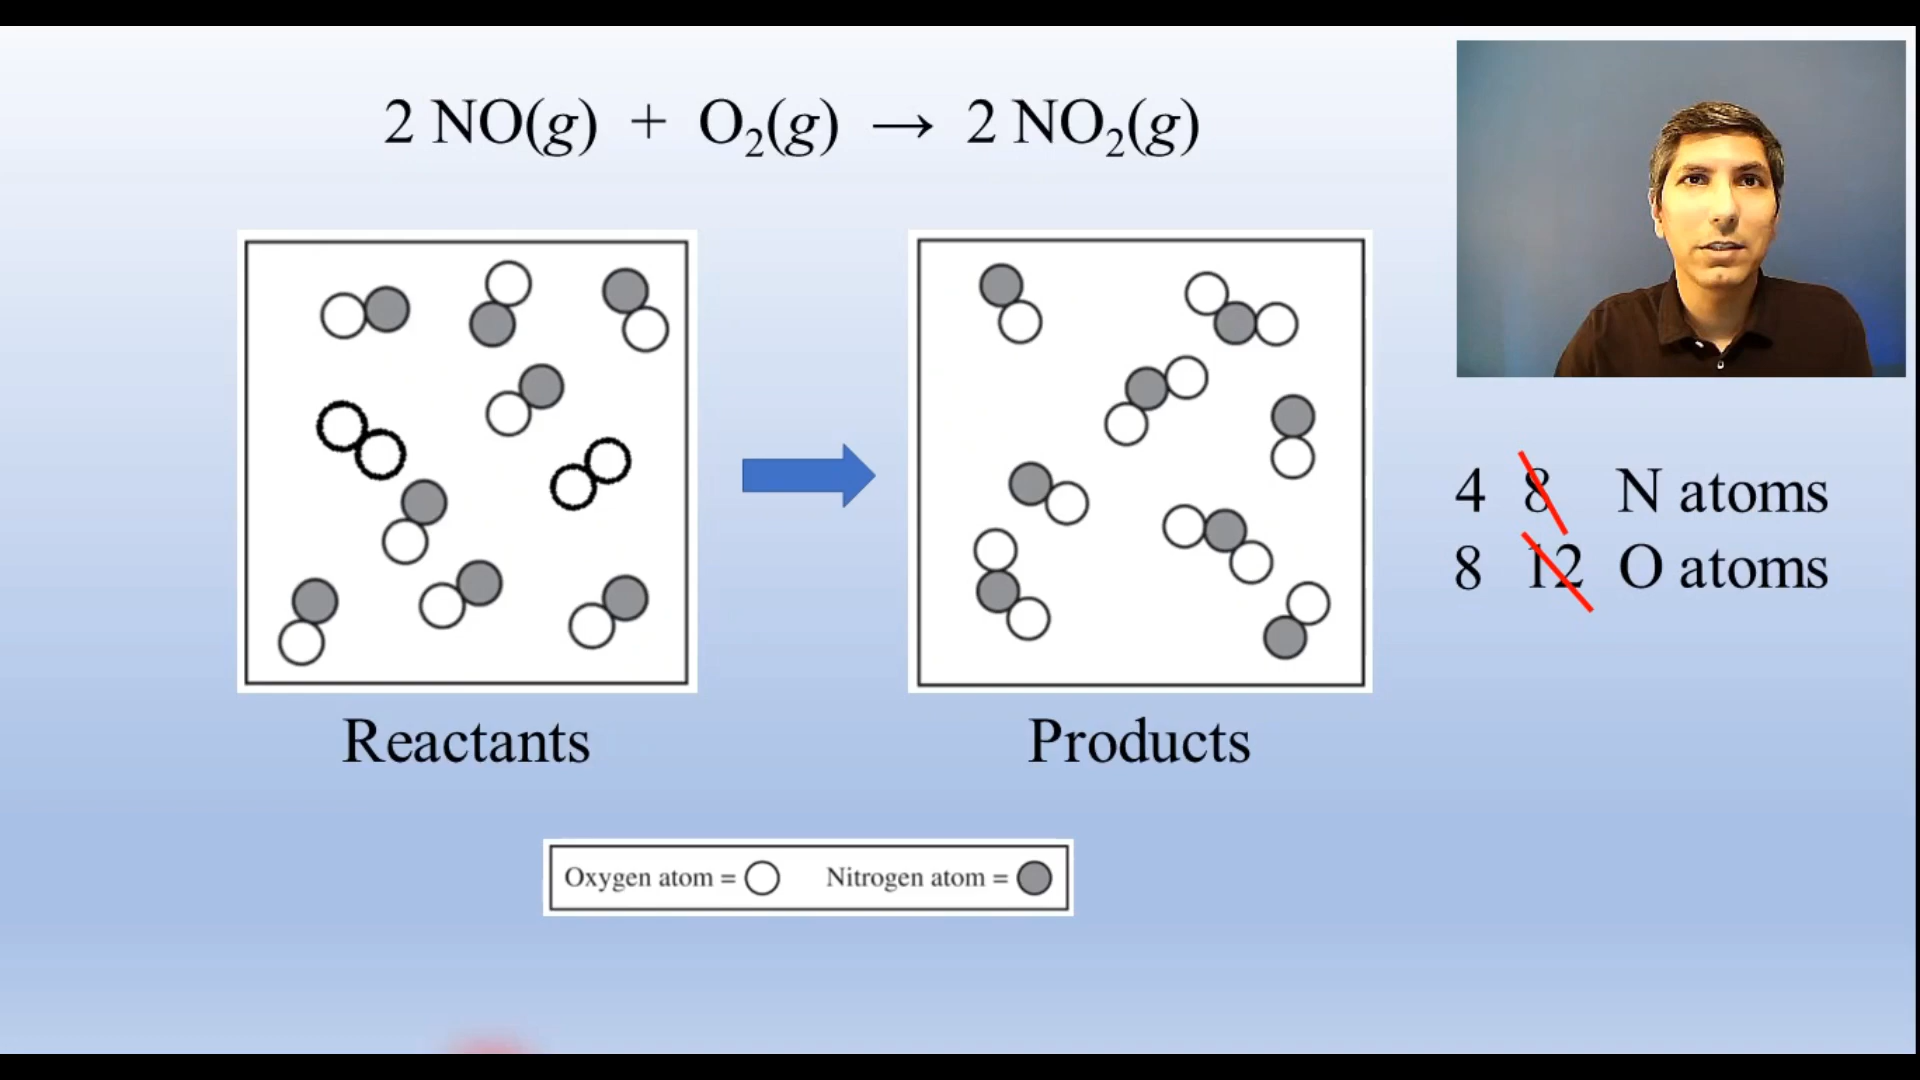 2 NO(g) + O₂(g) → 2 NO₂(g)
4 8 N atoms
8 12 O atoms
Reactants
Products
Oxygen atom = Nitrogen atom =